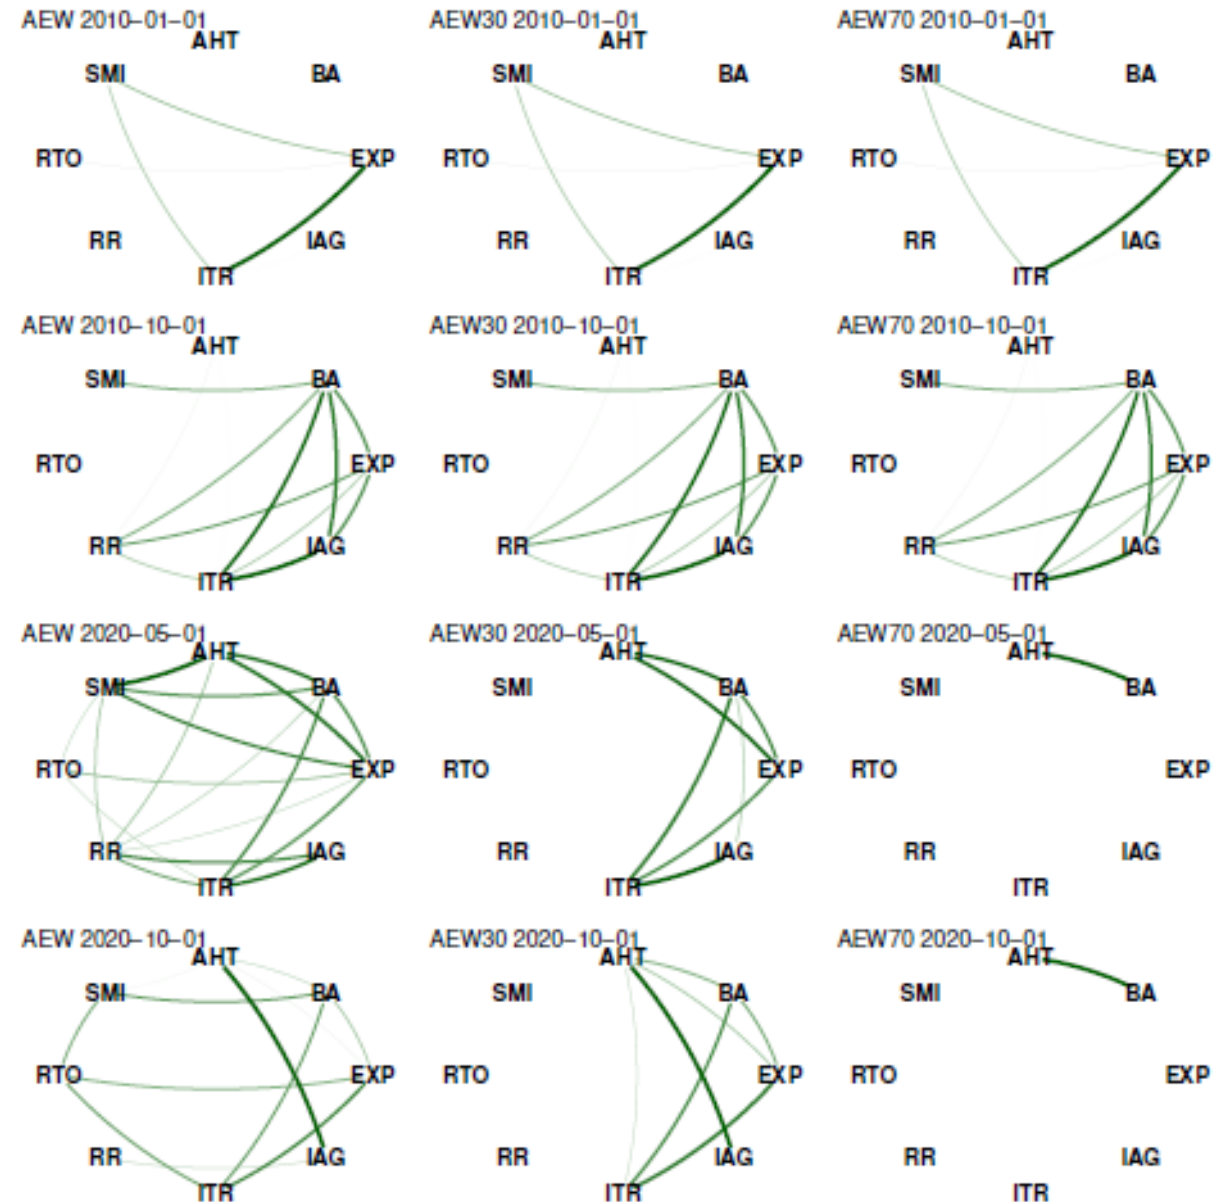 AEW 2010–01–01 AEW30 2010–01–01 AEW70 2010–01–01
AHT AHT AHT
SMI BA SMI BA SMI BA
RTO EXP RTO EXP RTO EXP
RR IAG RR IAG RR IAG
ITR ITR ITR
AEW 2010–10–01 AEW30 2010–10–01 AEW70 2010–10–01
AHT AHT AHT
SMI BA SMI BA SMI BA
RTO EXP RTO EXP RTO EXP
RR IAG RR IAG RR IAG
ITR ITR ITR
AEW 2020–05–01 AEW30 2020–05–01 AEW70 2020–05–01
AHT AHT AHT
SMI BA SMI BA SMI BA
RTO EXP RTO EXP RTO EXP
RR IAG RR IAG RR IAG
ITR ITR ITR
AEW 2020–10–01 AEW30 2020–10–01 AEW70 2020–10–01
AHT AHT AHT
SMI BA SMI BA SMI BA
RTO EXP RTO EXP RTO EXP
RR IAG RR IAG RR IAG
ITR ITR ITR